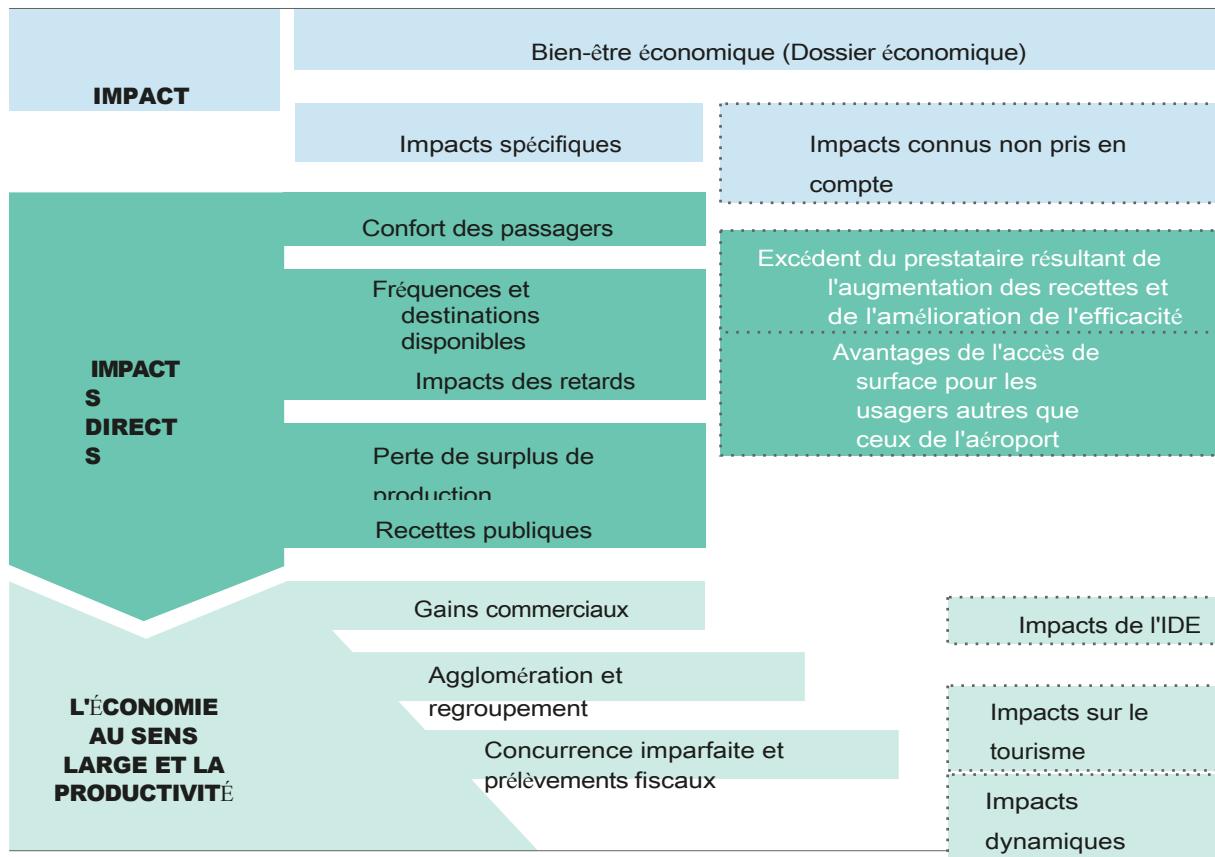 Bien-être économique (Dossier économique)
IMPACT
Impacts spécifiques
Impacts connus non pris en
compte
Confort des passagers
Fréquences et
destinations
disponibles
Impacts des retards
Excédent du prestataire résultant de
l'augmentation des recettes et
de l'amélioration de l'efficacité
Avantages de l'accès de
surface pour les
usagers autres que
ceux de l'aéroport
IMPACT
S
DIRECT
S
Perte de surplus de
production
Recettes publiques
Gains commerciaux
Impacts de l'IDE
Agglomération et
regroupement
L'ÉCONOMIE
AU SENS
LARGE ET LA
PRODUCTIVITÉ
Impacts sur le
tourisme
Concurrence imparfaite et
prélèvements fiscaux
Impacts
dynamiques